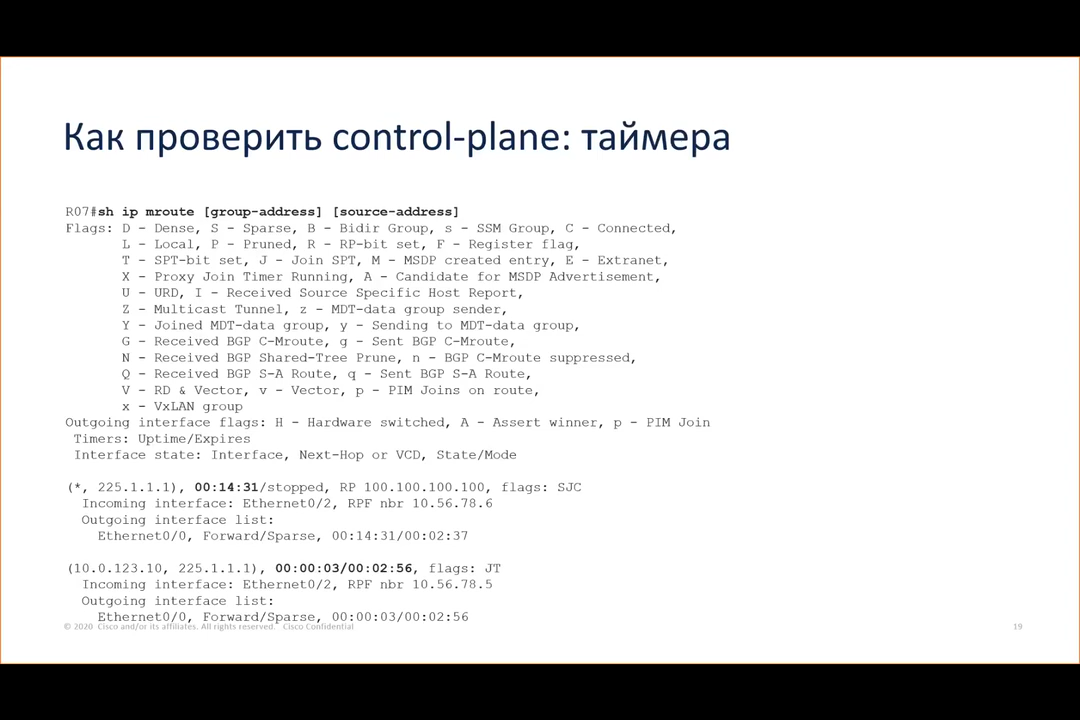 Как проверить control-plane: таймера
R07#sh ip mroute [group-address] [source-address]
Flags: D - Dense, S - Sparse, B - Bidir Group, s - SSM Group, C - Connected,
L - Local, P - Pruned, R - RP-bit set, F - Register flag,
T - SPT-bit set, J - Join SPT, M - MSDP created entry, E - Extranet,
X - Proxy Join Timer Running, A - Candidate for MSDP Advertisement,
U - URD, I - Received Source Specific Host Report,
Z - Multicast Tunnel, z - MDT-data group sender,
Y - Joined MDT-data group, y - Sending to MDT-data group,
G - Received BGP C-Mroute, g - Sent BGP C-Mroute,
N - Received BGP Shared-Tree Prune, n - BGP C-Mroute suppressed,
Q - Received BGP S-A Route, q - Sent BGP S-A Route,
V - RD & Vector, v - Vector, p - PIM Joins on route,
x - VxLAN group
Outgoing interface flags: H - Hardware switched, A - Assert winner, p - PIM Join
Timers: Uptime/Expires
Interface state: Interface, Next-Hop or VCD, State/Mode
(*, 225.1.1.1), 00:14:31/stopped, RP 100.100.100.100, flags: SJC
Incoming interface: Ethernet0/2, RPF nbr 10.56.78.6
Outgoing interface list:
Ethernet0/0, Forward/Sparse, 00:14:31/00:02:37
(10.0.123.10, 225.1.1.1), 00:00:03/00:02:56, flags: JT
Incoming interface: Ethernet0/2, RPF nbr 10.56.78.5
Outgoing interface list:
Ethernet0/0, Forward/Sparse, 00:00:03/00:02:56
© 2020 Cisco and/or its affiliates. All rights reserved. Cisco Confidential
19